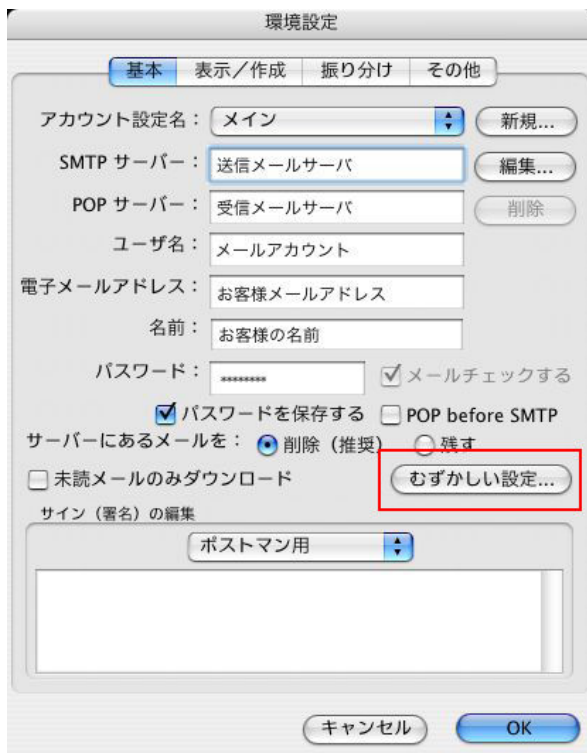 環境設定
基本 表示／作成 振り分け その他
アカウント設定名： メイン 新規...
SMTP サーバー： 送信メールサーバ 編集...
POP サーバー： 受信メールサーバ 削除
ユーザ名： メールアカウント
電子メールアドレス： お客様メールアドレス
名前： お客様の名前
パスワード： ******** メールチェックする
パスワードを保存する POP before SMTP
サーバーにあるメールを： 削除（推奨） 残す
未読メールのみダウンロード むずかしい設定...
サイン（署名）の編集
ポストマン用
キャンセル OK